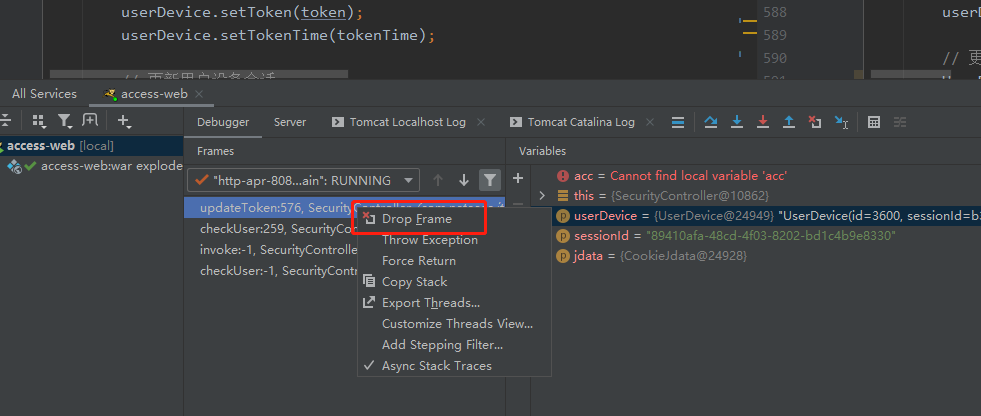 userDevice.setToken(token);
userDevice.setTokenTime(tokenTime);
// 更新用户设备会话
588
589
590
userD
// 更
All Services
access-web
access-web [local]
access-web:war explode
Debugger
Server
Tomcat Localhost Log
Tomcat Catalina Log
Frames
Variables
"http-apr-808...ain": RUNNING
updateToken:576,
checkUser:259, SecurityCo
invoke:-1, SecurityContro
checkUser:-1, SecurityCon
Drop Frame
Throw Exception
Force Return
Copy Stack
Export Threads...
Customize Threads View...
Add Stepping Filter...
Async Stack Traces
acc = Cannot find local variable 'acc'
this = {SecurityController@10862}
userDevice = {UserDevice@24949} "UserDevice(id=3600, sessionId=b
sessionId = "89410afa-48cd-4f03-8202-bd1c4b9e8330"
jdata = {CookieJdata@24928}